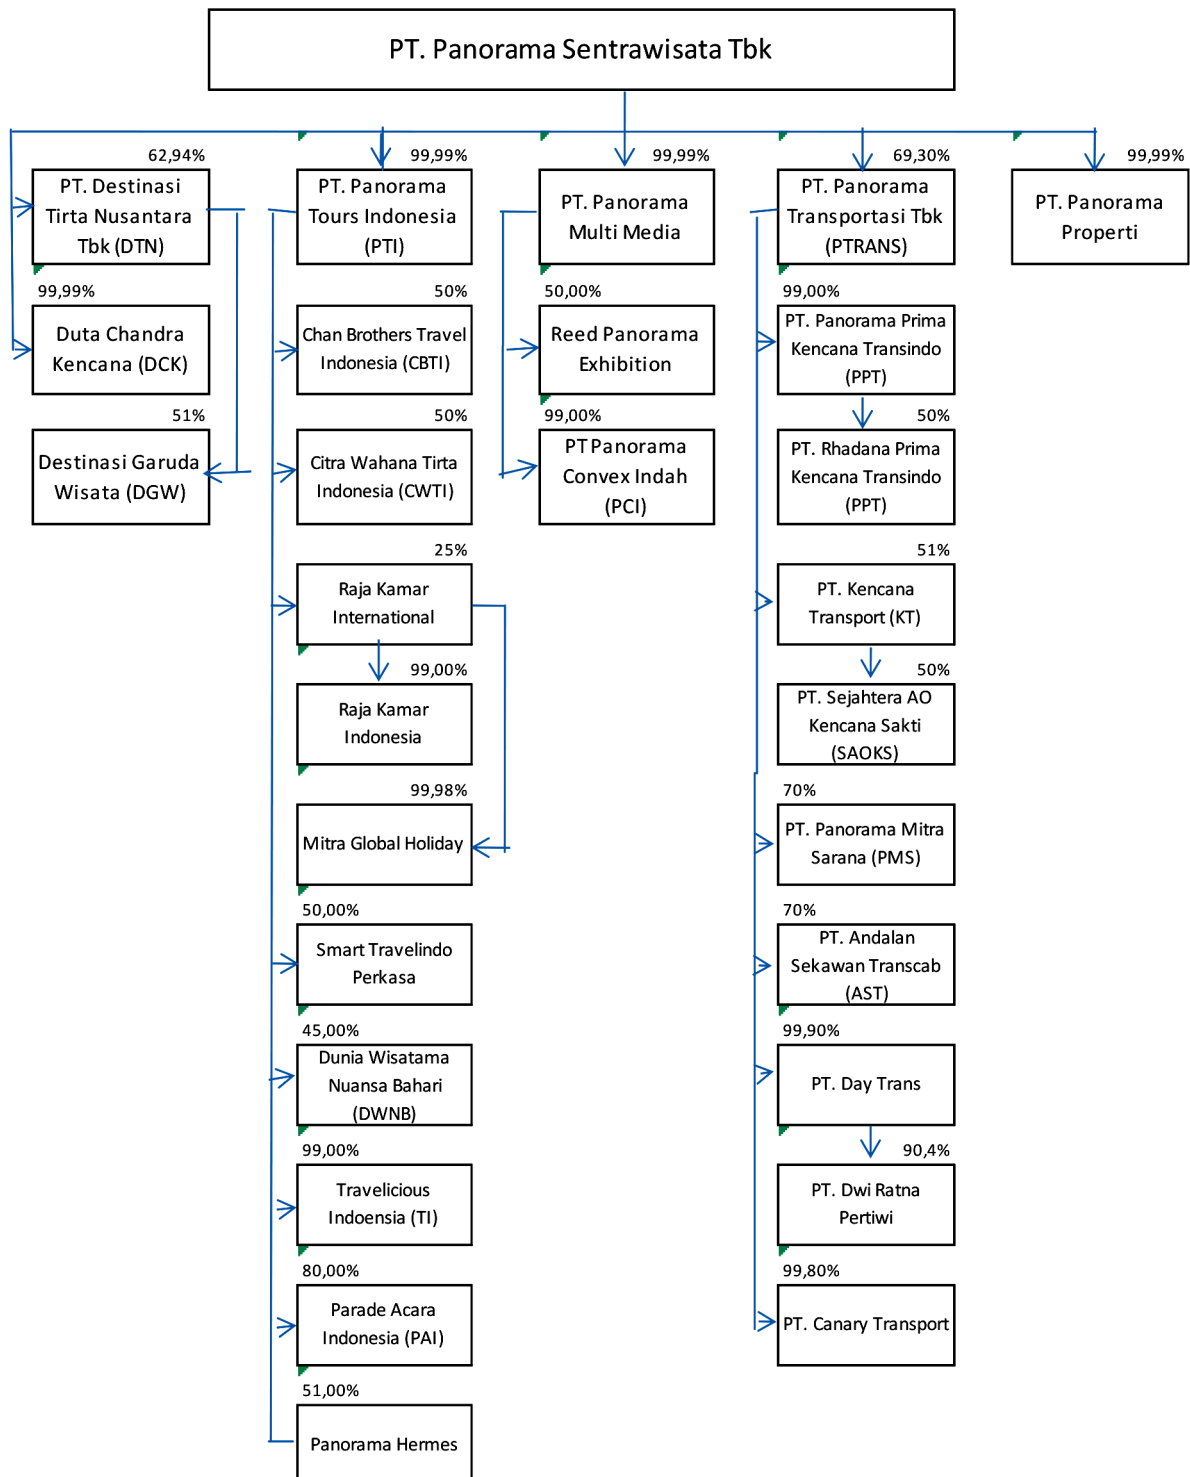 PT. Panorama Sentrawisata Tbk
62,94%
PT. Destinasi
Tirta Nusantara
Tbk (DTN)
99,99%
Duta Chandra
Kencana (DCK)
51%
Destinasi Garuda
Wisata (DGW)
99,99%
PT. Panorama
Tours Indonesia
(PTI)
50%
Chan Brothers Travel
Indonesia (CBTI)
50%
Citra Wahana Tirta
Indonesia (CWTI)
25%
Raja Kamar
International
99,00%
Raja Kamar
Indonesia
99,98%
Mitra Global Holiday
50,00%
Smart Travelindo
Perkasa
45,00%
Dunia Wisatama
Nuansa Bahari
(DWNB)
99,00%
Travelicious
Indoensia (TI)
80,00%
Parade Acara
Indonesia (PAI)
51,00%
Panorama Hermes
99,99%
PT. Panorama
Multi Media
50,00%
Reed Panorama
Exhibition
99,00%
PT Panorama
Convex Indah
(PCI)
69,30%
PT. Panorama
Transportasi Tbk
(PTRANS)
99,00%
PT. Panorama Prima
Kencana Transindo
(PPT)
50%
PT. Rhadana Prima
Kencana Transindo
(PPT)
51%
PT. Kencana
Transport (KT)
50%
PT. Sejahtera AO
Kencana Sakti
(SAOKS)
70%
PT. Panorama Mitra
Sarana (PMS)
70%
PT. Andalan
Sekawan Transcab
(AST)
99,90%
PT. Day Trans
90,4%
PT. Dwi Ratna
Pertiwi
99,80%
PT. Canary Transport
99,99%
PT. Panorama
Properti